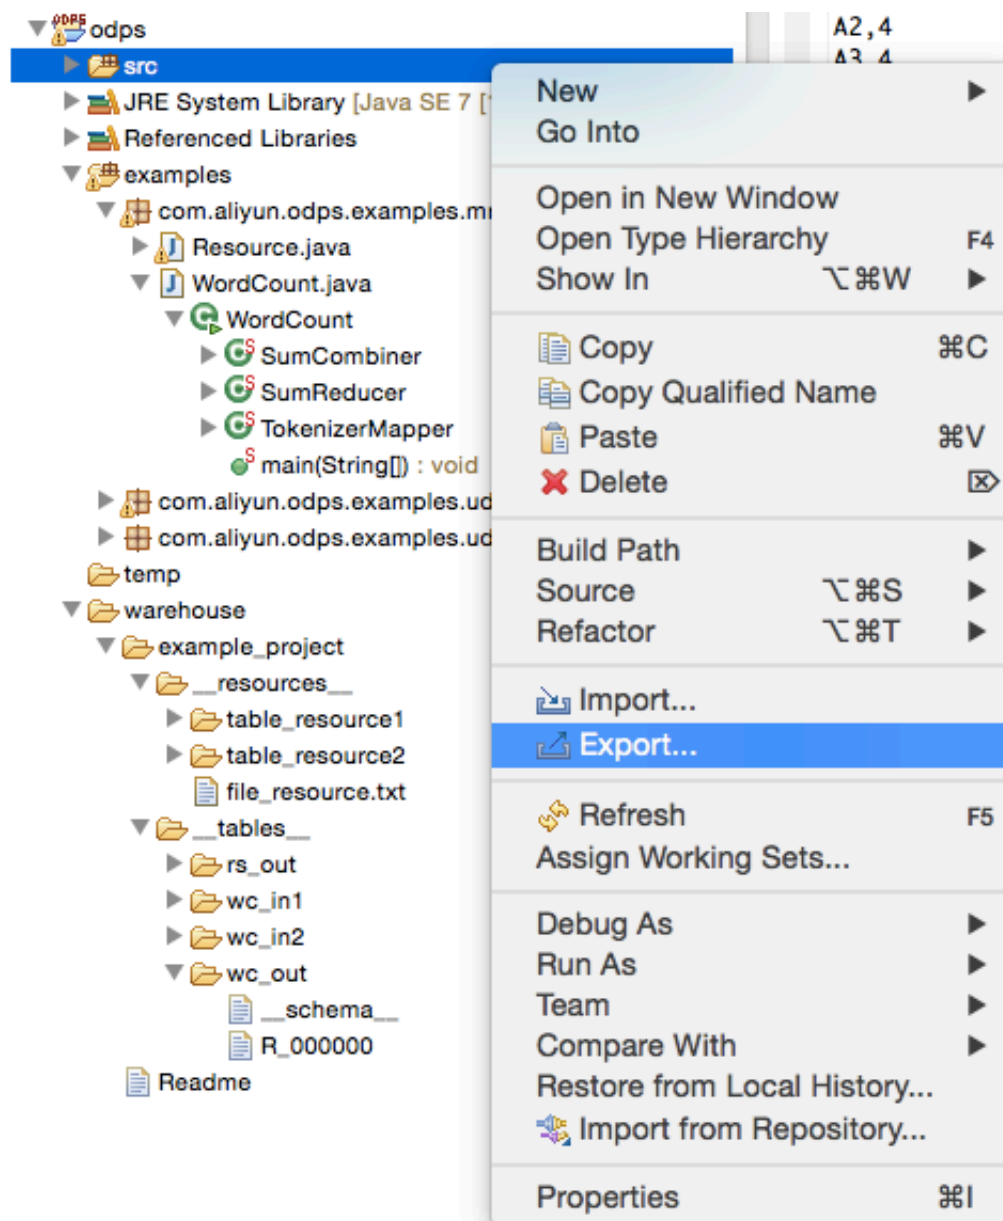 odps
src
JRE System Library [Java SE 7 [
Referenced Libraries
examples
com.aliyun.odps.examples.m
Resource.java
WordCount.java
WordCount
SumCombiner
SumReducer
TokenizerMapper
main(String[]) : void
com.aliyun.odps.examples.ud
com.aliyun.odps.examples.ud
temp
warehouse
example_project
__resources__
table_resource1
table_resource2
file_resource.txt
__tables__
rs_out
wc_in1
wc_in2
wc_out
__schema__
R_000000
Readme
A2,4
A3,4
New
Go Into
Open in New Window
Open Type Hierarchy F4
Show In ⌥⌘W
Copy ⌘C
Copy Qualified Name
Paste ⌘V
Delete ⌦
Build Path
Source ⌥⌘S
Refactor ⌥⌘T
Import...
Export...
Refresh F5
Assign Working Sets...
Debug As
Run As
Team
Compare With
Restore from Local History...
Import from Repository...
Properties ⌘I